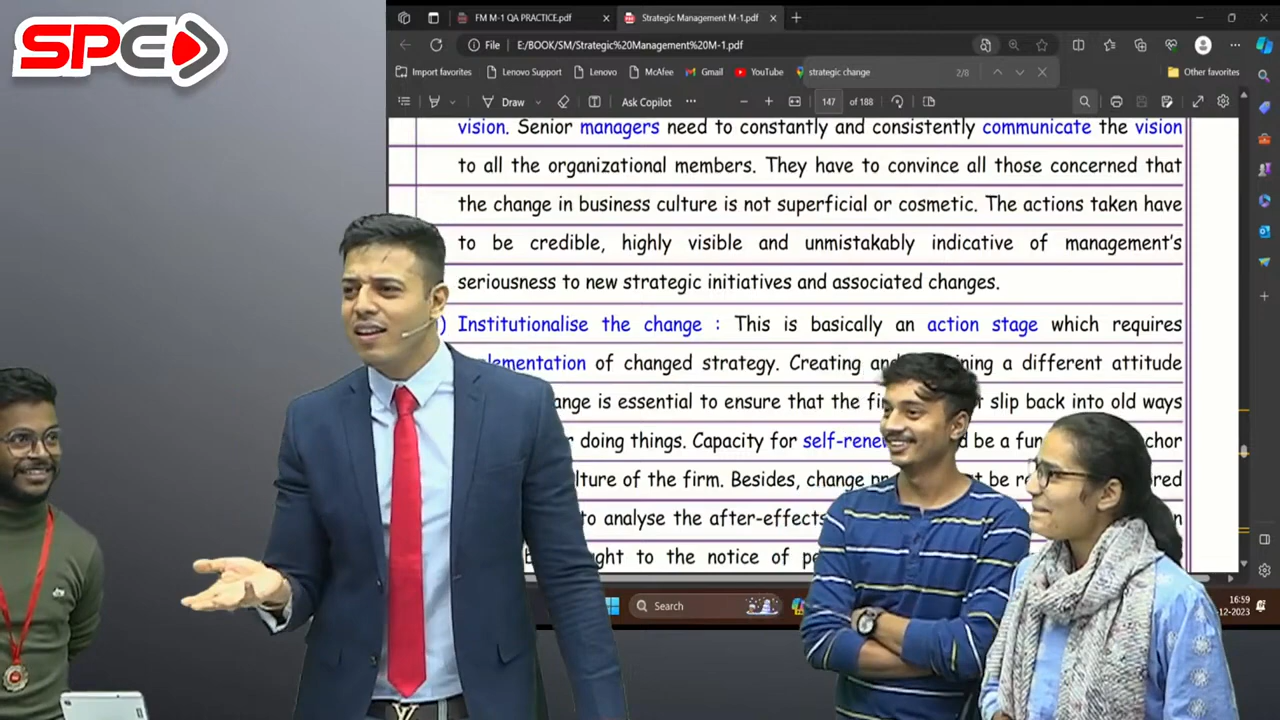 SPC
FM M-1 QA PRACTICE.pdf
Strategic Management M-1.pdf
File
E:/BOOK/SM/Strategic%20Management%20M-1.pdf
Import favorites
Lenovo Support
Lenovo
McAfee
Gmail
YouTube
strategic change
2/8
Other favorites
Draw
Ask Copilot
147
of 188
vision. Senior managers need to constantly and consistently communicate the vision
to all the organizational members. They have to convince all those concerned that
the change in business culture is not superficial or cosmetic. The actions taken have
to be credible, highly visible and unmistakably indicative of management's
seriousness to new strategic initiatives and associated changes.
) Institutionalise the change : This is basically an action stage which requires
of changed strategy. Creating a different attitude
is essential to ensure that the slip back into old ways
doing things. Capacity for be a
of the firm. Besides, change be
to analyse the after-effects
to the notice of
Search
16:59
-12-2023
LV